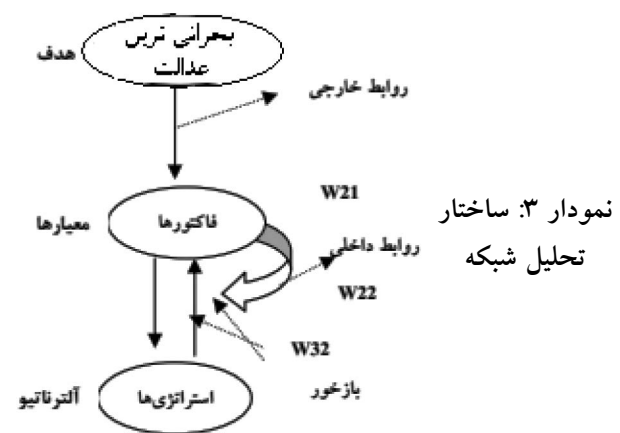 بحرانی ترین
عدالت
هدف
روابط خارجی
W21
فاکتورها
معیارها
روابط داخلی
W22
W32
بازخور
استراتژی‌ها
آلترناتیو
نمودار ۳: ساختار
تحلیل شبکه